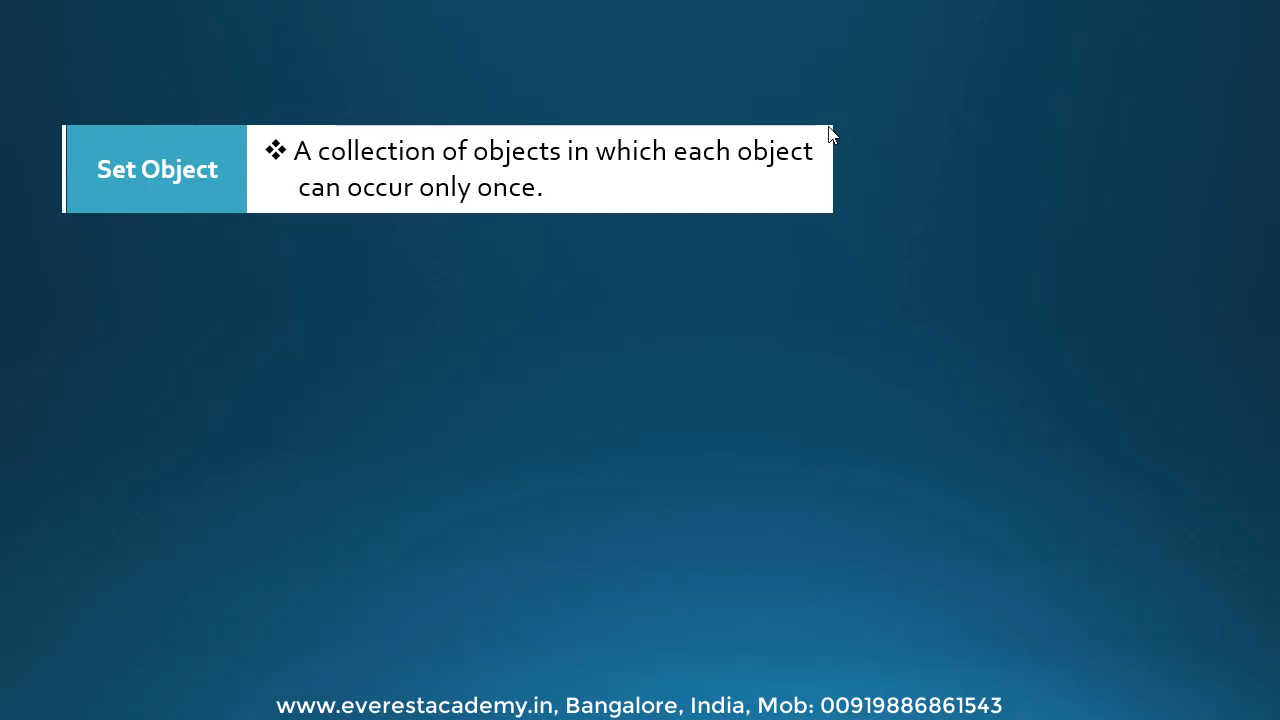 Set Object
❖ A collection of objects in which each object
can occur only once.
www.everestacademy.in, Bangalore, India, Mob: 00919886861543